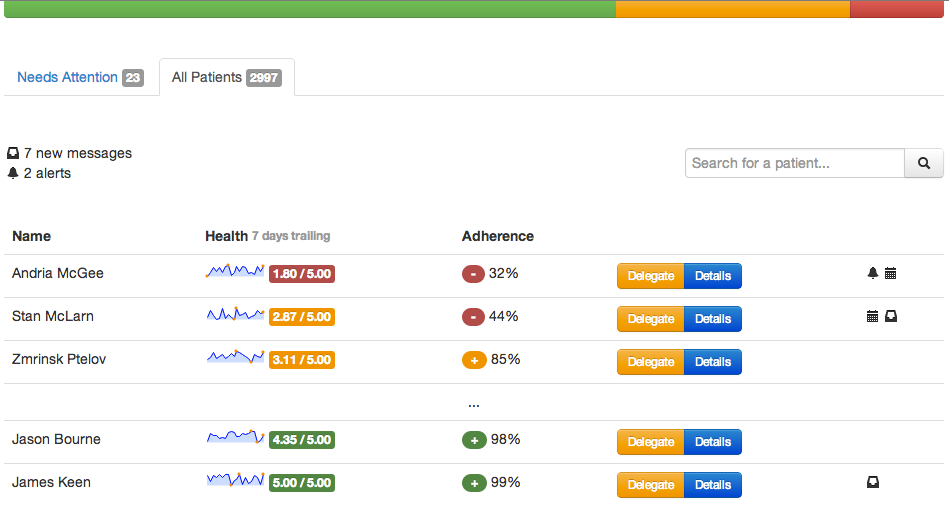 Needs Attention 23 All Patients 2997
7 new messages
2 alerts
Search for a patient...
Name Health 7 days trailing Adherence
Andria McGee 1.80 / 5.00 - 32% Delegate Details
Stan McLarn 2.87 / 5.00 - 44% Delegate Details
Zmrinsk Ptelov 3.11 / 5.00 + 85% Delegate Details
...
Jason Bourne 4.35 / 5.00 + 98% Delegate Details
James Keen 5.00 / 5.00 + 99% Delegate Details